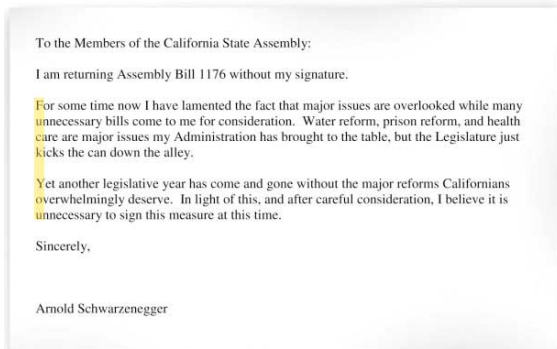 To the Members of the California State Assembly:
I am returning Assembly Bill 1176 without my signature.
For some time now I have lamented the fact that major issues are overlooked while many
unnecessary bills come to me for consideration. Water reform, prison reform, and health
care are major issues my Administration has brought to the table, but the Legislature just
kicks the can down the alley.
Yet another legislative year has come and gone without the major reforms Californians
overwhelmingly deserve. In light of this, and after careful consideration, I believe it is
unnecessary to sign this measure at this time.
Sincerely,
Arnold Schwarzenegger